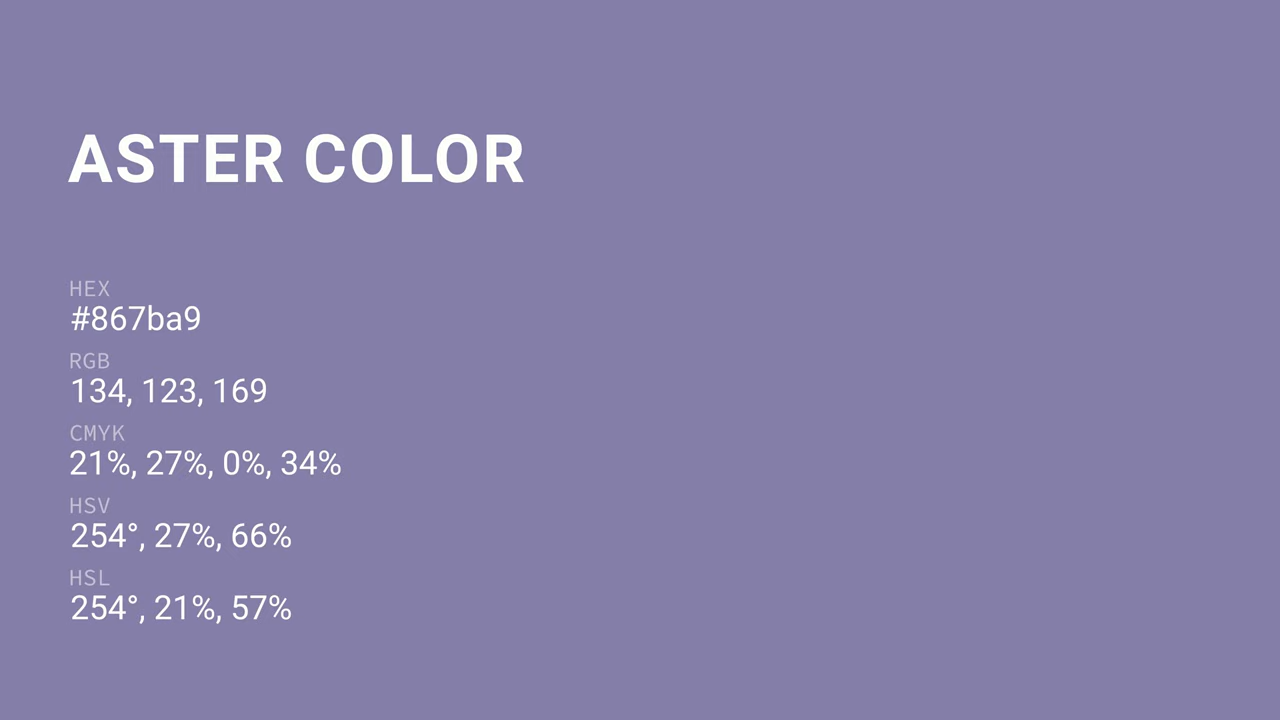 ASTER COLOR
HEX
#867ba9
RGB
134, 123, 169
CMYK
21%, 27%, 0%, 34%
HSV
254°, 27%, 66%
HSL
254°, 21%, 57%